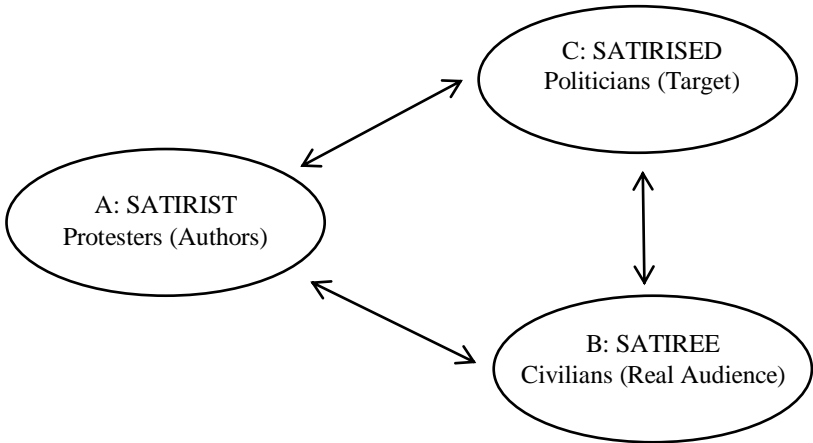 C: SATIRISED
Politicians (Target)
A: SATIRIST
Protesters (Authors)
B: SATIREE
Civilians (Real Audience)